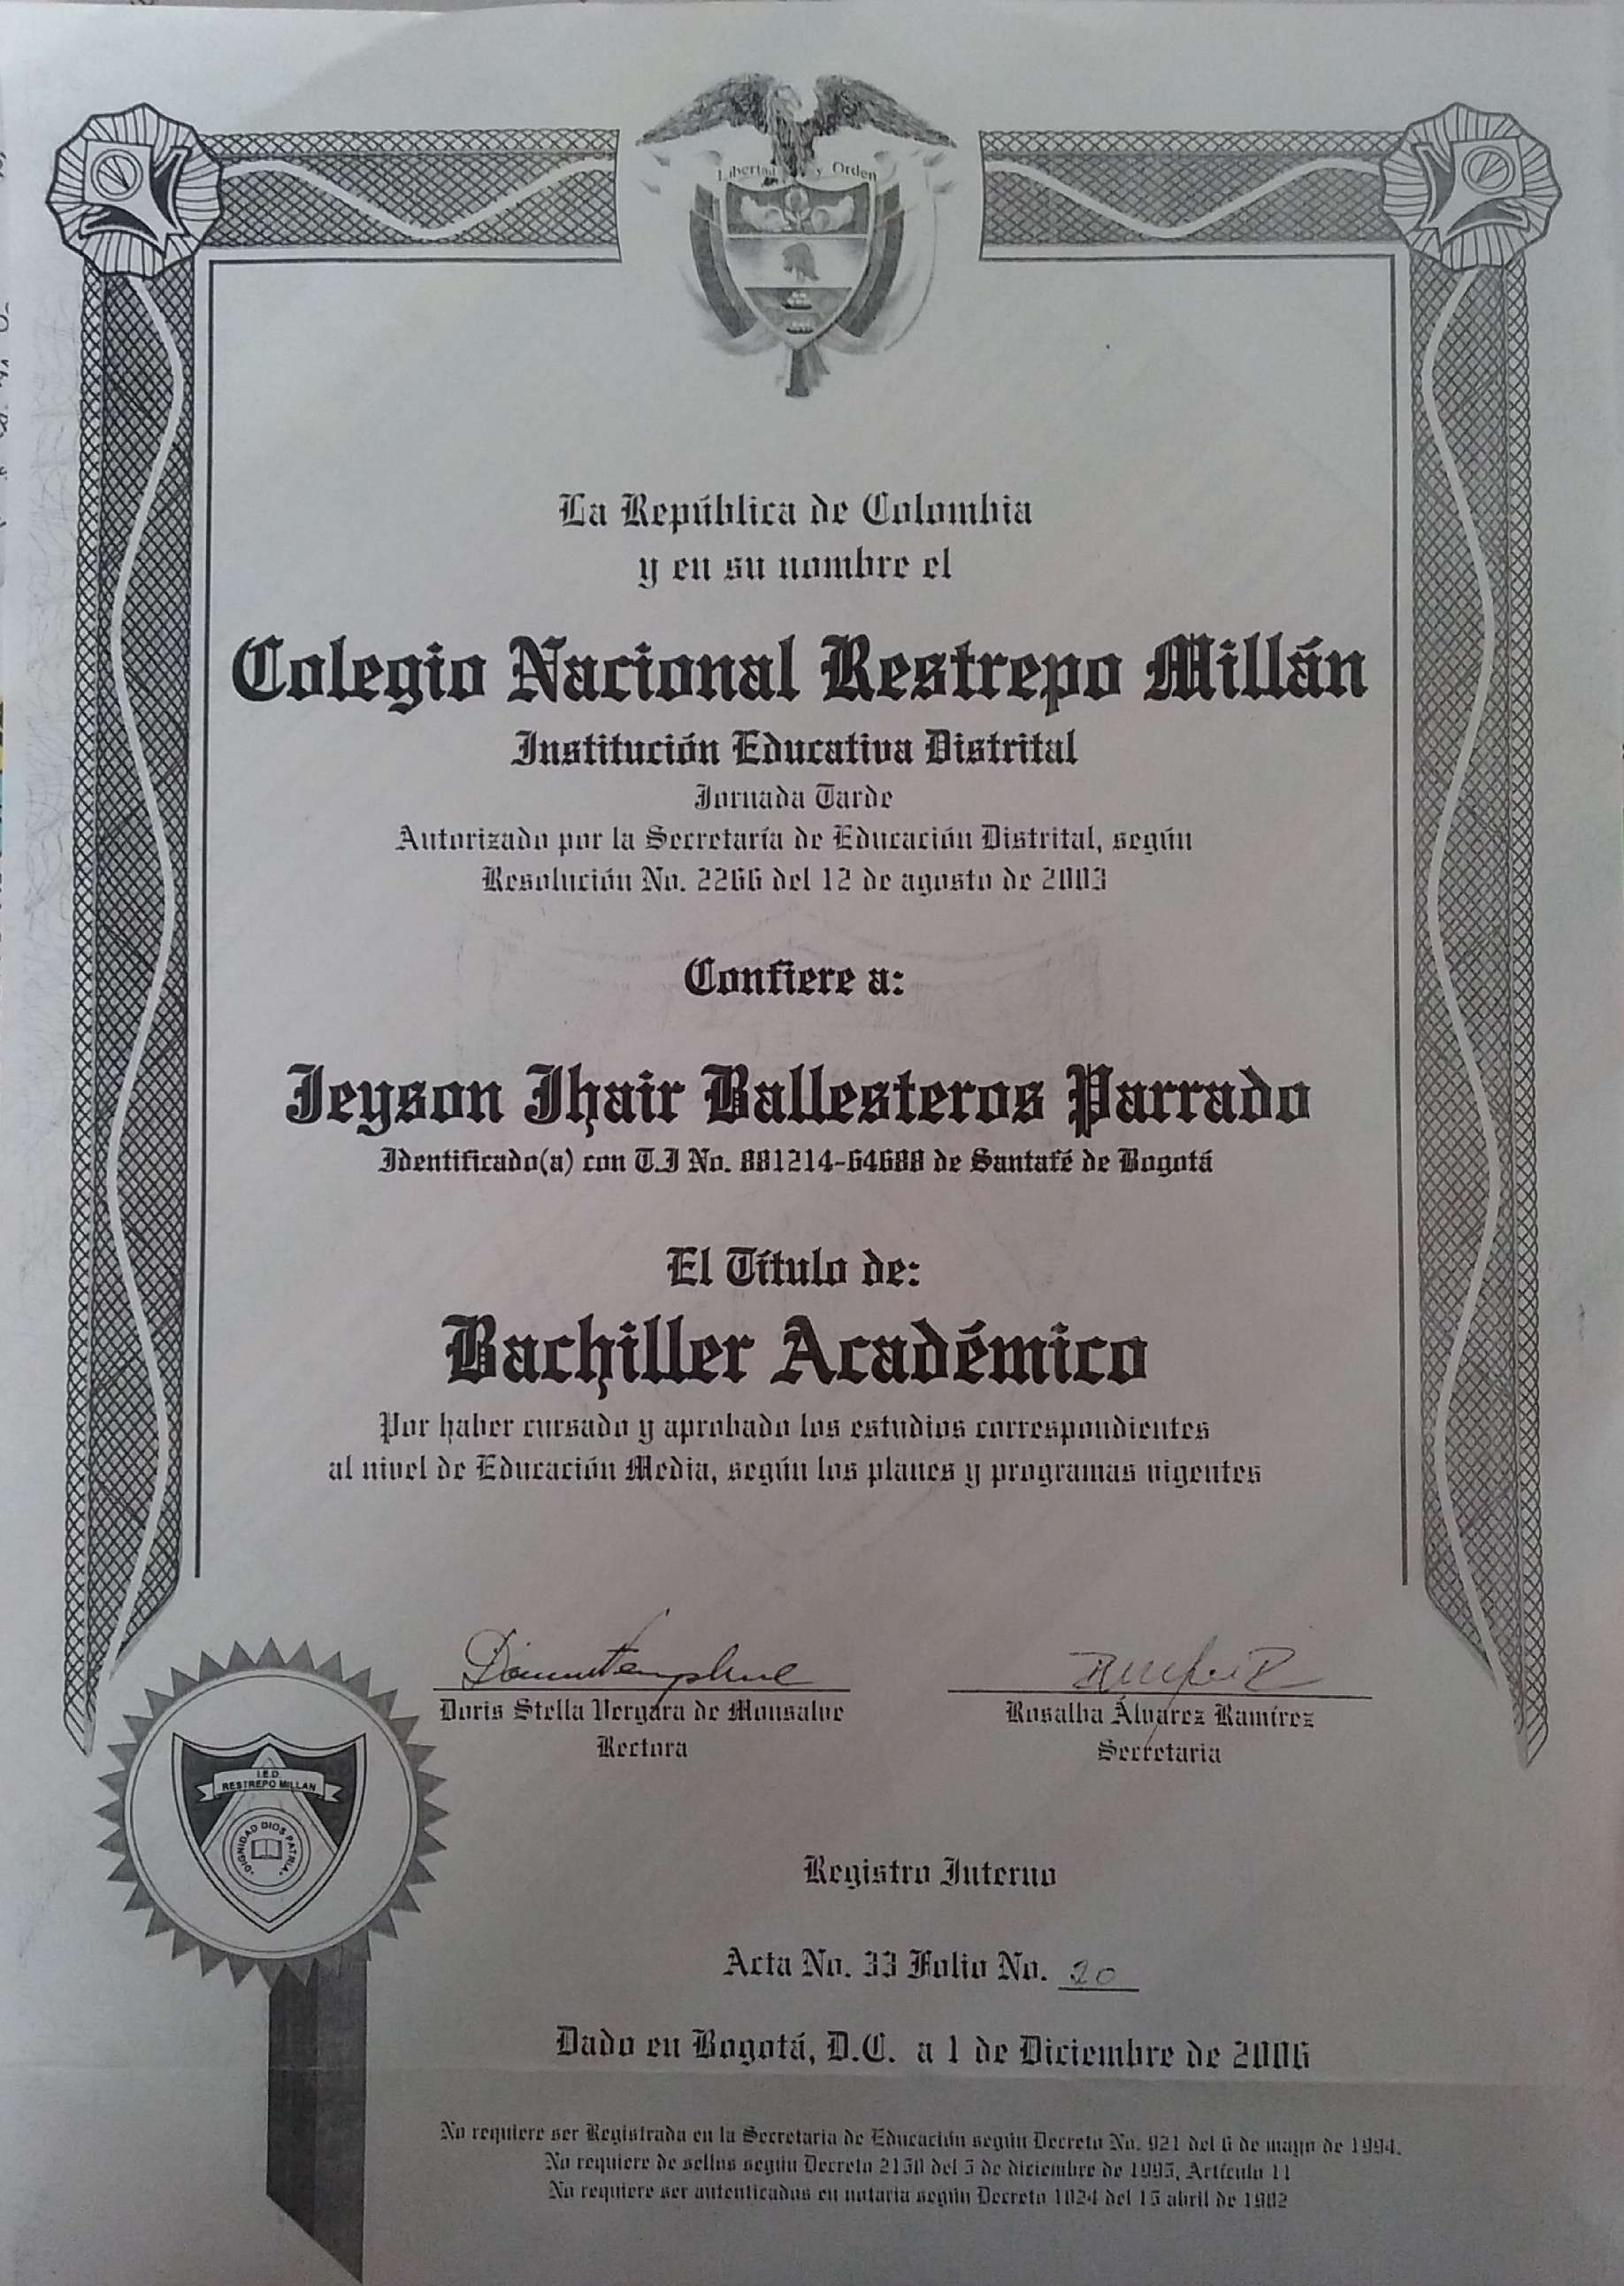 Libertad y Orden
La República de Colombia
y en su nombre el
Colegio Nacional Restrepo Millán
Institución Educativa Distrital
Jornada Tarde
Autorizado por la Secretaría de Educación Distrital, según
Resolución No. 2266 del 12 de agosto de 2003
Confiere a:
Jeyson Jhair Ballesteros Parrado
Identificado(a) con T.I No. 881214-64688 de Santafé de Bogotá
El Título de:
Bachiller Académico
Por haber cursado y aprobado los estudios correspondientes
al nivel de Educación Media, según los planes y programas vigentes
Doris Stella Vergara de Monsalve
Rectora
Rosalba Álvarez Ramírez
Secretaria
I.E.D.
RESTREPO MILLAN
DIGNIDAD DIOS PATRIA
Registro Interno
Acta No. 33 Folio No. 20
Dado en Bogotá, D.C. a 1 de Diciembre de 2006
No requiere ser Registrada en la Secretaria de Educación según Decreto No. 921 del 6 de mayo de 1994.
No requiere de sellos según Decreto 2150 del 5 de diciembre de 1995, Artículo 11
No requiere ser autenticados en notaria según Decreto 1024 del 15 abril de 1982